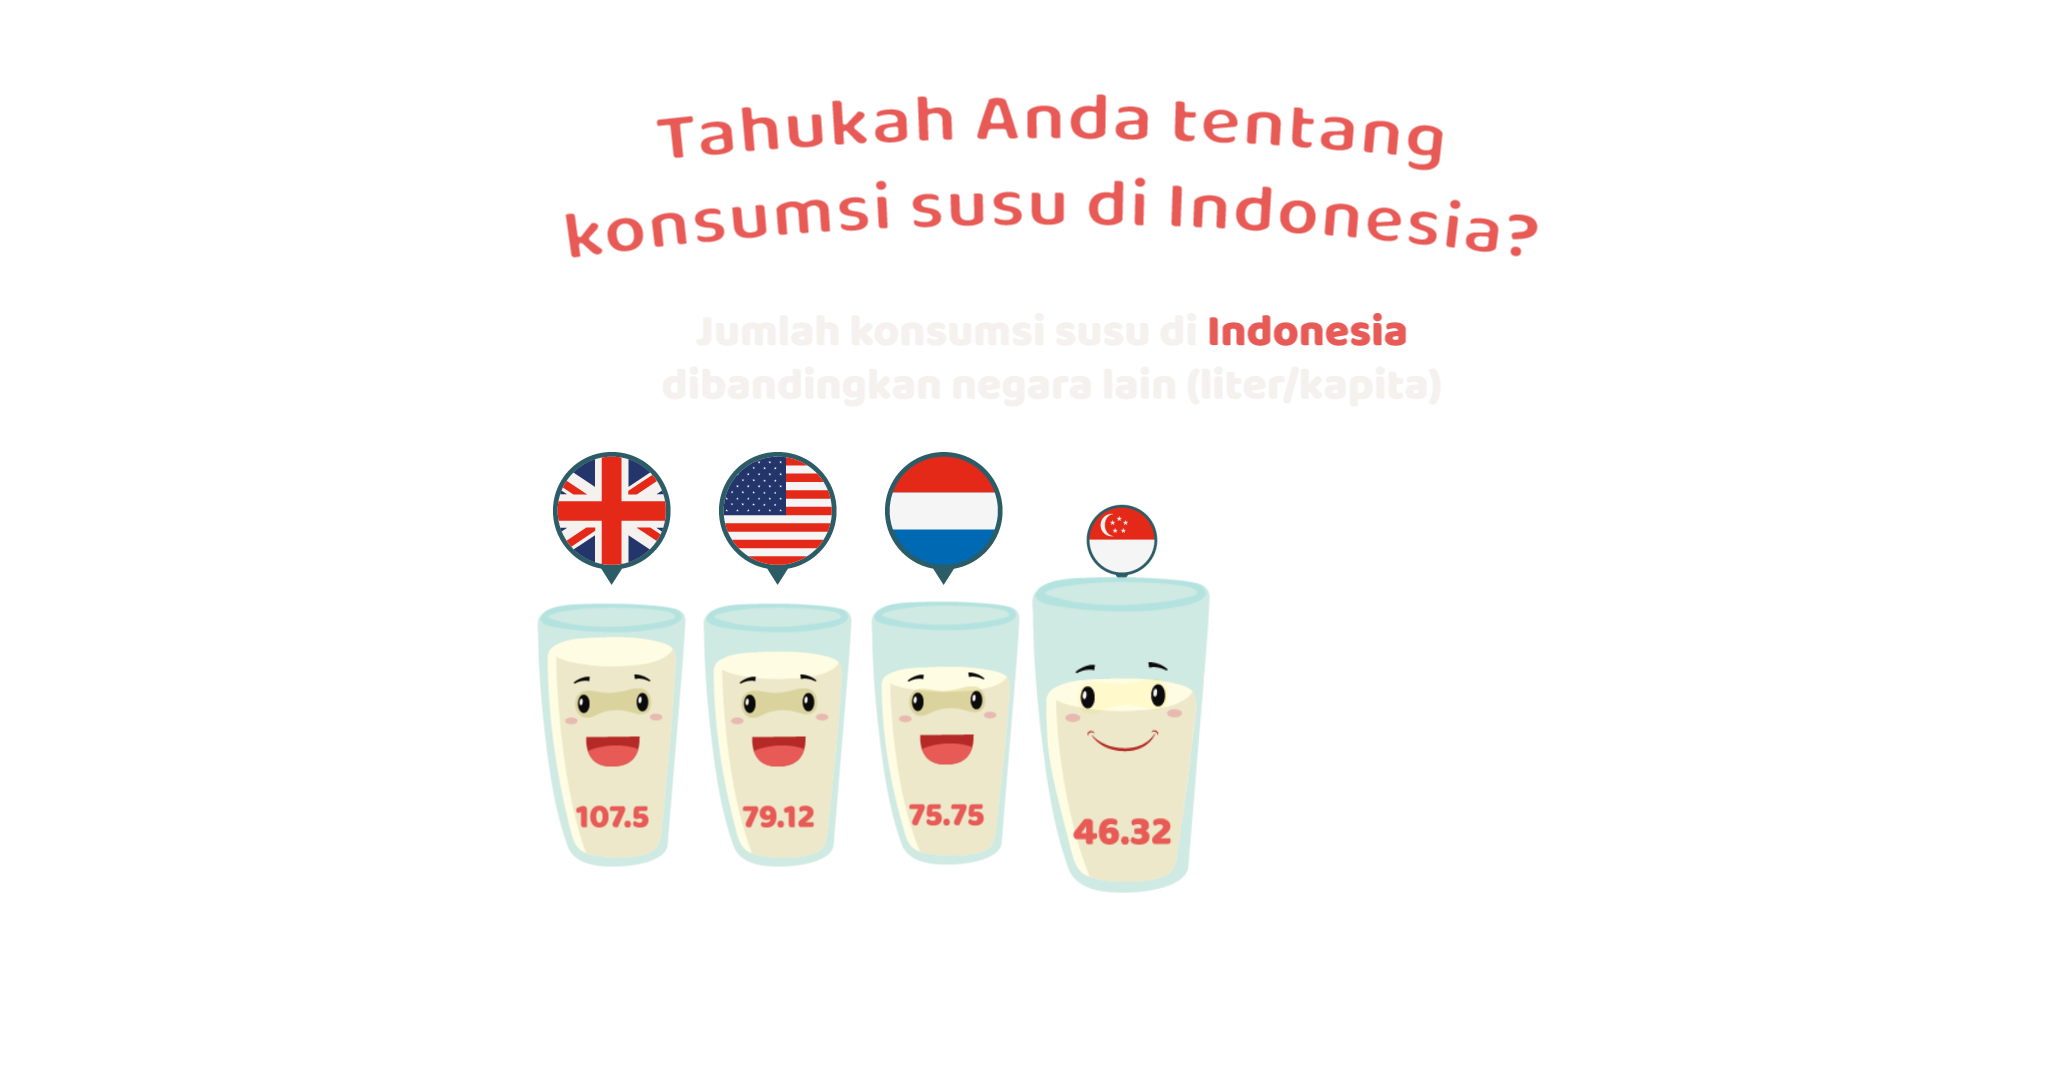 Tahukah Anda tentang
konsumsi susu di Indonesia?
Jumlah konsumsi susu di Indonesia
dibandingkan negara lain (liter/kapita)
107.5
79.12
75.75
46.32